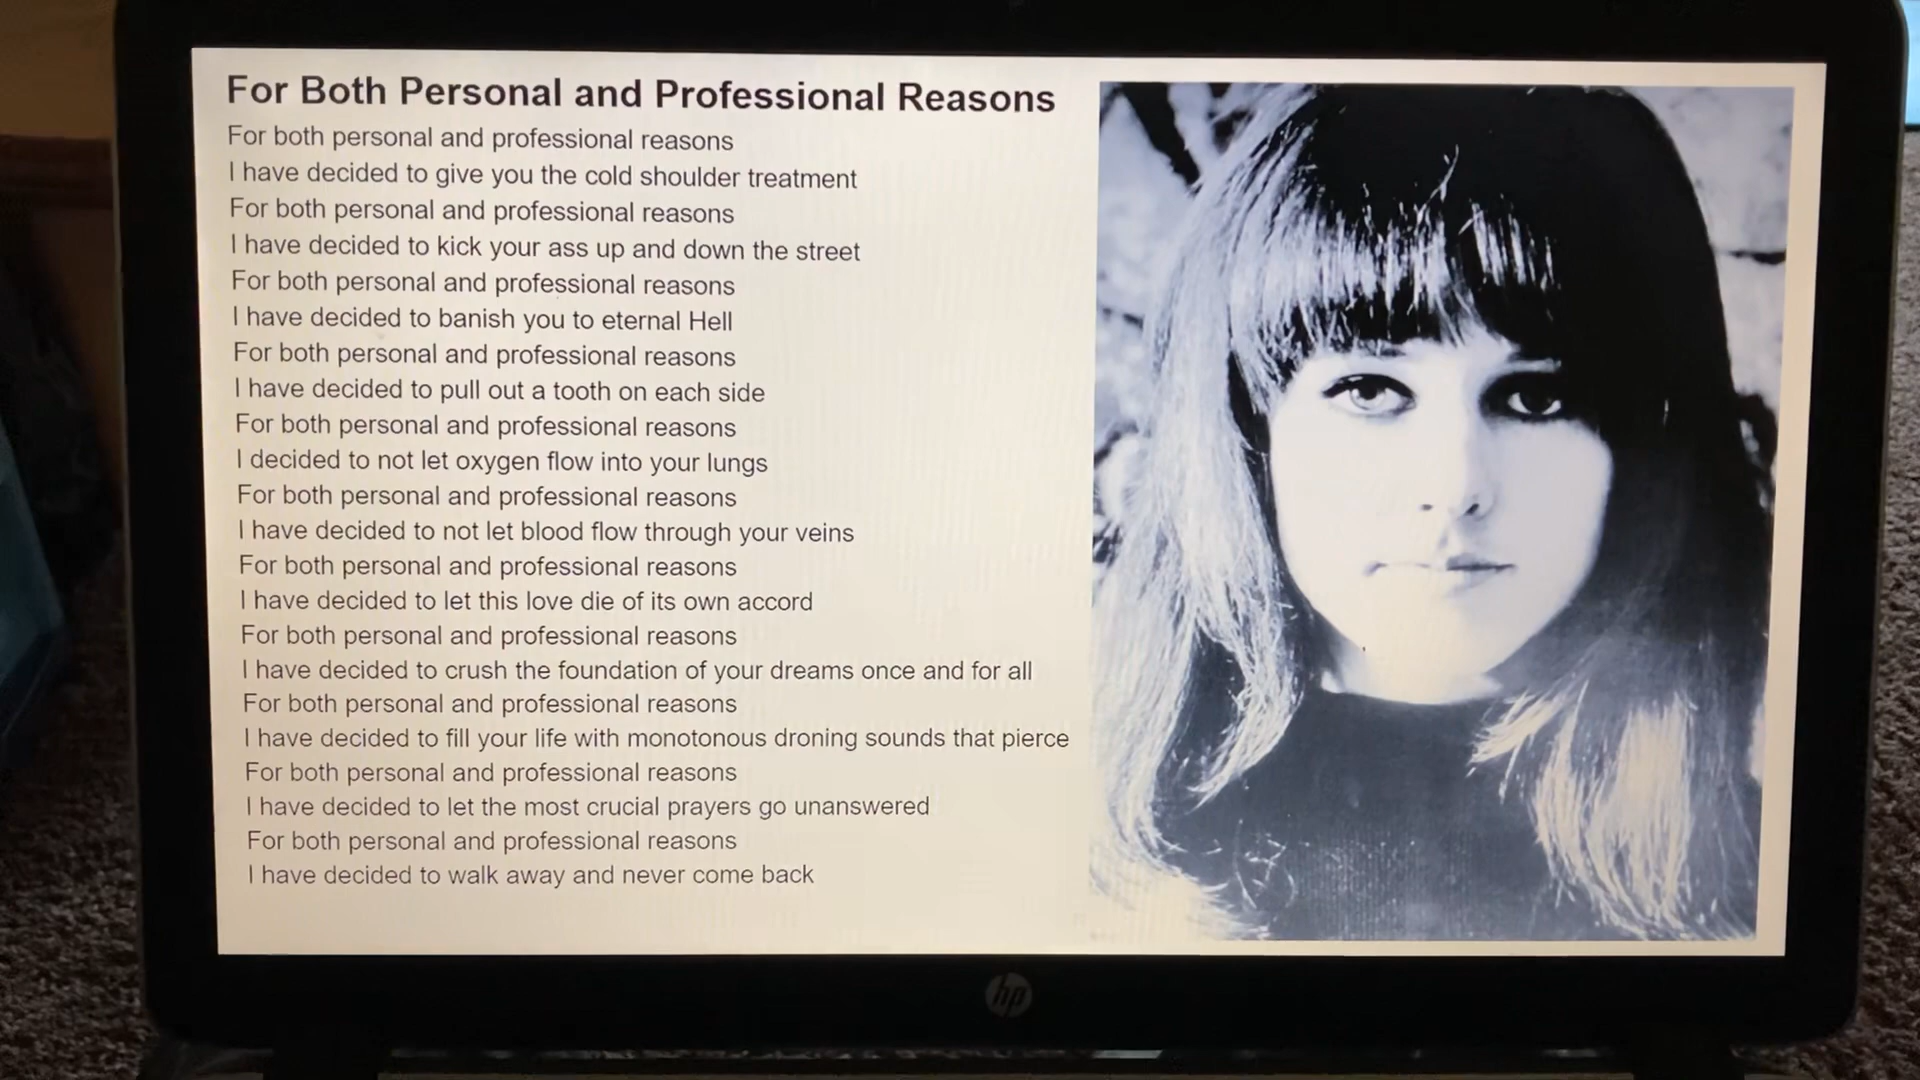 For Both Personal and Professional Reasons
For both personal and professional reasons
I have decided to give you the cold shoulder treatment
For both personal and professional reasons
I have decided to kick your ass up and down the street
For both personal and professional reasons
I have decided to banish you to eternal Hell
For both personal and professional reasons
I have decided to pull out a tooth on each side
For both personal and professional reasons
I decided to not let oxygen flow into your lungs
For both personal and professional reasons
I have decided to not let blood flow through your veins
For both personal and professional reasons
I have decided to let this love die of its own accord
For both personal and professional reasons
I have decided to crush the foundation of your dreams once and for all
For both personal and professional reasons
I have decided to fill your life with monotonous droning sounds that pierce
For both personal and professional reasons
I have decided to let the most crucial prayers go unanswered
For both personal and professional reasons
I have decided to walk away and never come back
hp